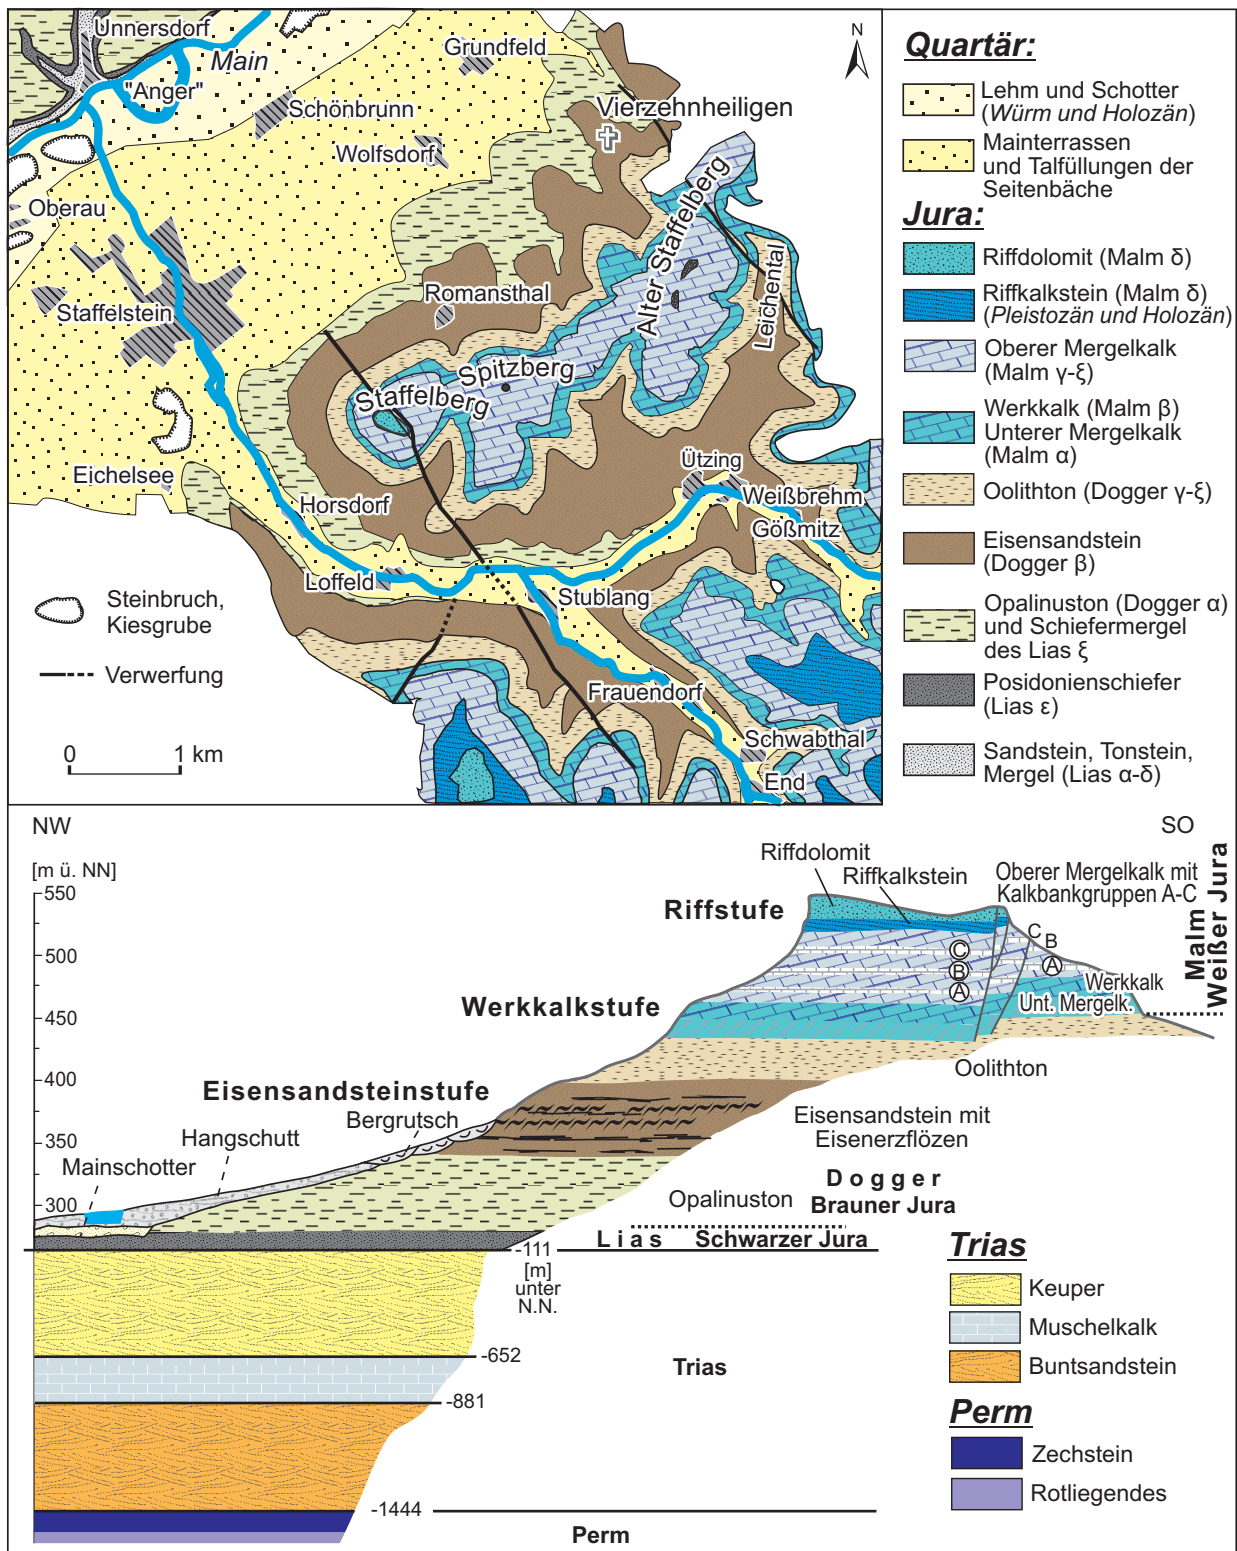 Unnersdorf
Main
"Anger"
Grundfeld
N
Schönbrunn
Vierzehnheiligen
Wolfsdorf
Oberau
Alter Staffelberg
Leichental
Romansthal
Staffelstein
Spitzberg
Staffelberg
Eichelsee
Horsdorf
Ützing
Weißbrehm
Gößmitz
Loffeld
Stublang
Frauendorf
Schwabthal
End
Steinbruch,
Kiesgrube
Verwerfung
0 1 km
Quartär:
Lehm und Schotter
(Würm und Holozän)
Mainterrassen
und Talfüllungen der
Seitenbäche
Jura:
Riffdolomit (Malm δ)
Riffkalkstein (Malm δ)
(Pleistozän und Holozän)
Oberer Mergelkalk
(Malm γ-ξ)
Werkkalk (Malm β)
Unterer Mergelkalk
(Malm α)
Oolithton (Dogger γ-ξ)
Eisensandstein
(Dogger β)
Opalinuston (Dogger α)
und Schiefermergel
des Lias ξ
Posidonienschiefer
(Lias ε)
Sandstein, Tonstein,
Mergel (Lias α-δ)
NW
SO
[m ü. NN]
550
500
450
400
350
300
Riffdolomit
Riffkalkstein
Oberer Mergelkalk mit
Kalkbankgruppen A-C
Riffstufe
C
B
C
B
A
A
Malm
Weißer Jura
Werkkalk
Unt. Mergelk.
Werkkalkstufe
Oolithton
Eisensandsteinstufe
Bergrutsch
Hangschutt
Mainschotter
Eisensandstein mit
Eisenerzflözen
Dogger
Brauner Jura
Opalinuston
Lias Schwarzer Jura
-111
[m]
unter
N.N.
-652
Trias
-881
-1444
Perm
Trias
Keuper
Muschelkalk
Buntsandstein
Perm
Zechstein
Rotliegendes